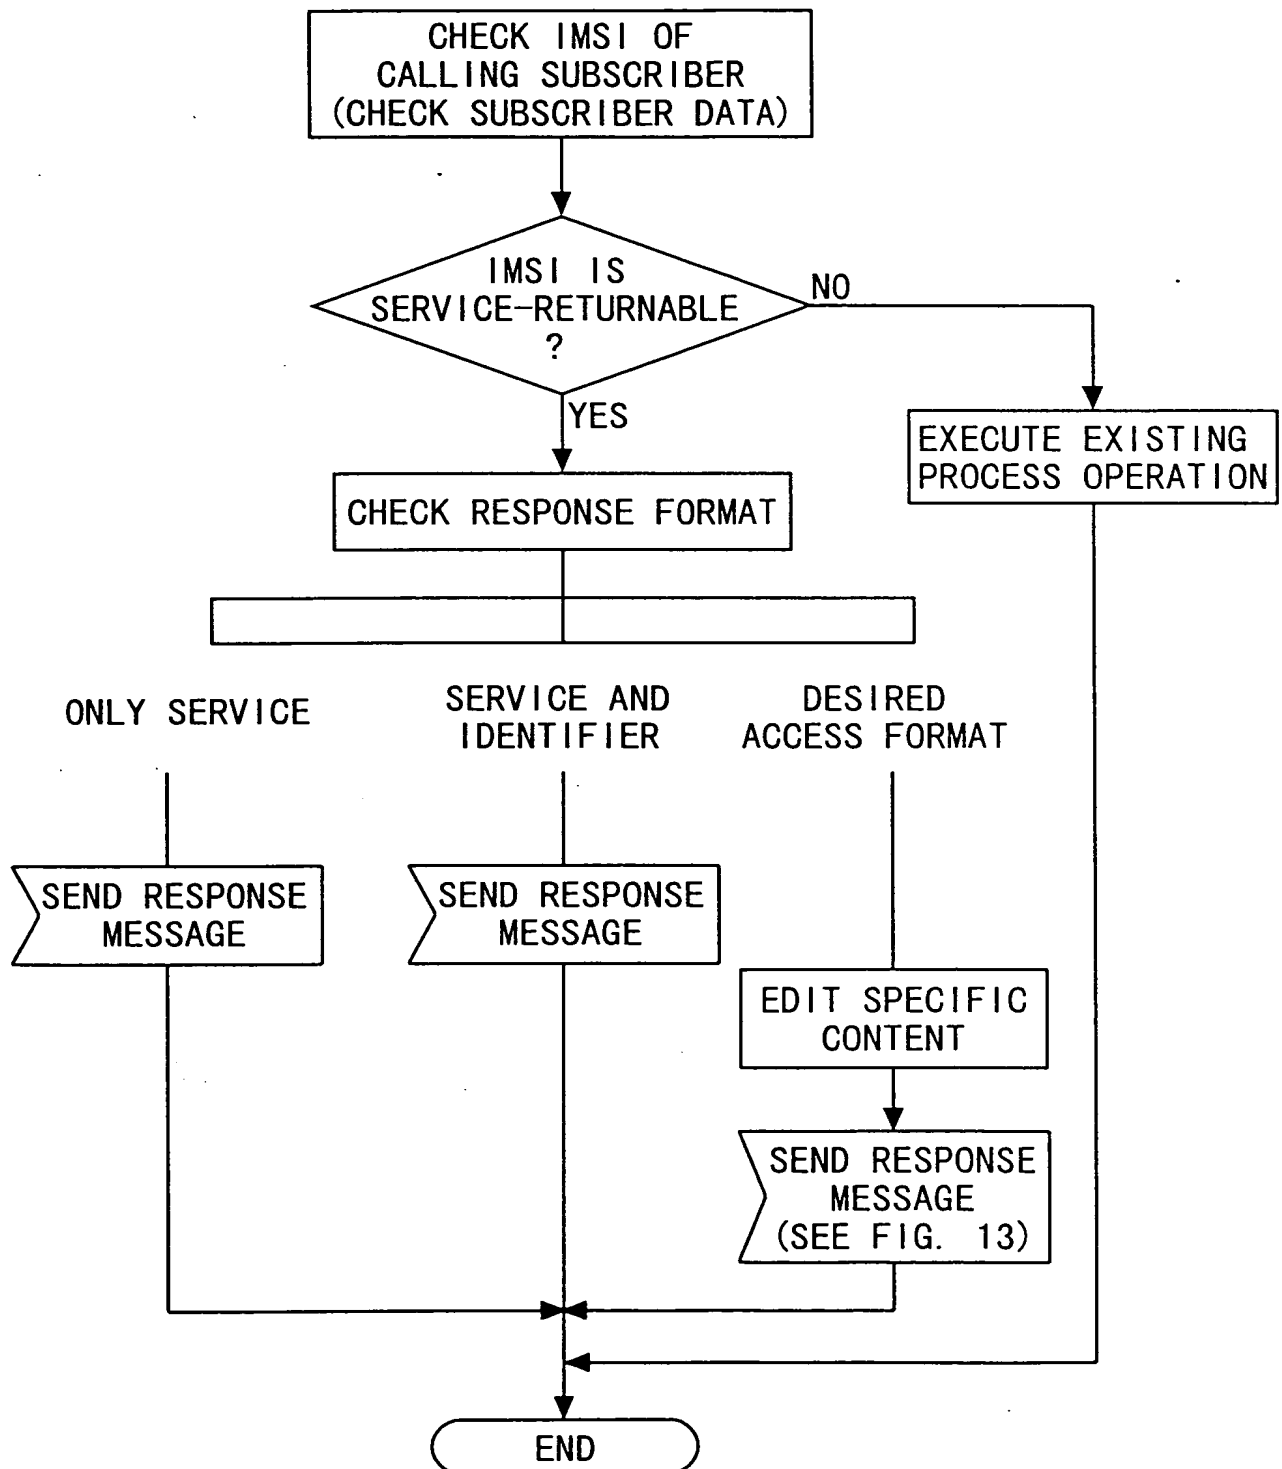 CHECK IMSI OF
CALLING SUBSCRIBER
(CHECK SUBSCRIBER DATA)
IMSI IS
SERVICE-RETURNABLE
?
NO
YES
EXECUTE EXISTING
PROCESS OPERATION
CHECK RESPONSE FORMAT
ONLY SERVICE
SERVICE AND
IDENTIFIER
DESIRED
ACCESS FORMAT
SEND RESPONSE
MESSAGE
SEND RESPONSE
MESSAGE
EDIT SPECIFIC
CONTENT
SEND RESPONSE
MESSAGE
(SEE FIG. 13)
END